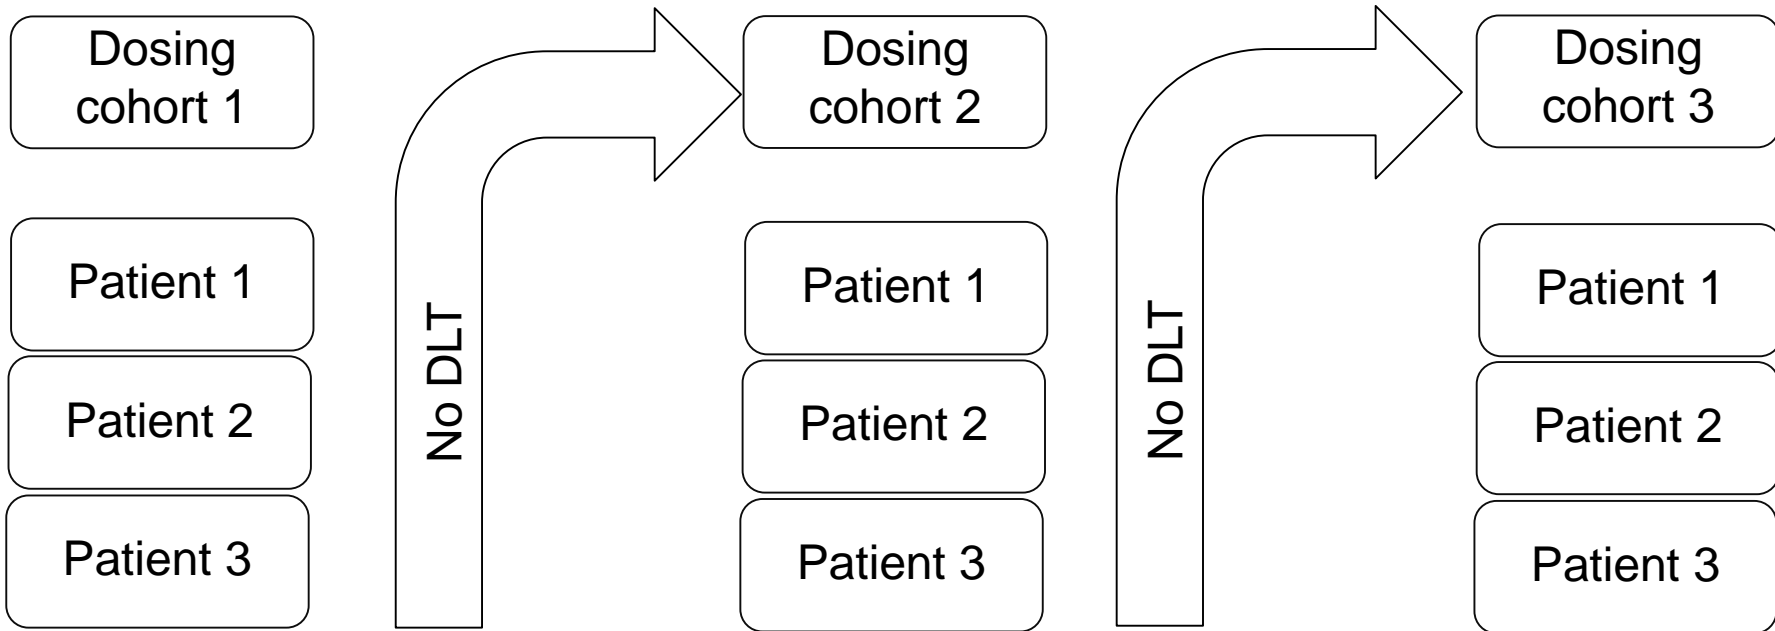 Dosing
cohort 1
Patient 1
Patient 2
Patient 3
No DLT
Dosing
cohort 2
Patient 1
Patient 2
Patient 3
No DLT
Dosing
cohort 3
Patient 1
Patient 2
Patient 3